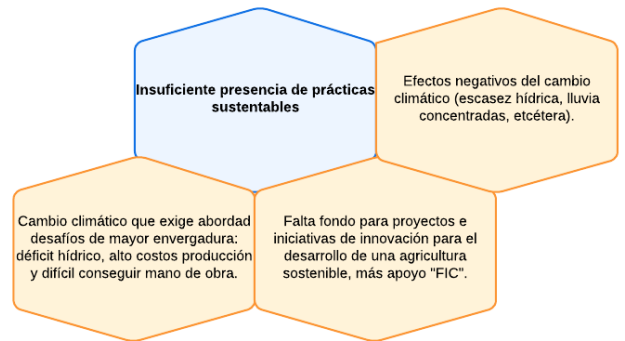 Insuficiente presencia de prácticas
sustentables
Efectos negativos del cambio
climático (escasez hídrica, lluvia
concentradas, etcétera).
Cambio climático que exige abordad
desafíos de mayor envergadura:
déficit hídrico, alto costos producción
y difícil conseguir mano de obra.
Falta fondo para proyectos e
iniciativas de innovación para el
desarrollo de una agricultura
sostenible, más apoyo "FIC".